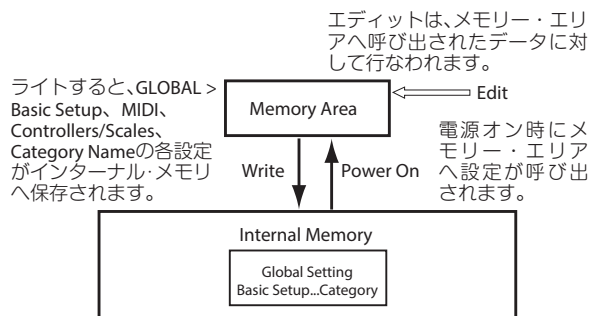 エディットは、メモリー・エリ
アへ呼び出されたデータに対
して行なわれます。
ライトすると、GLOBAL >
Basic Setup、MIDI、
Controllers/Scales、
Category Nameの各設定
がインターナル・メモリ
へ保存されます。
Memory Area
Edit
電源オン時にメ
モリー・エリア
へ設定が呼び出
されます。
Write
Power On
Internal Memory
Global Setting
Basic Setup...Category